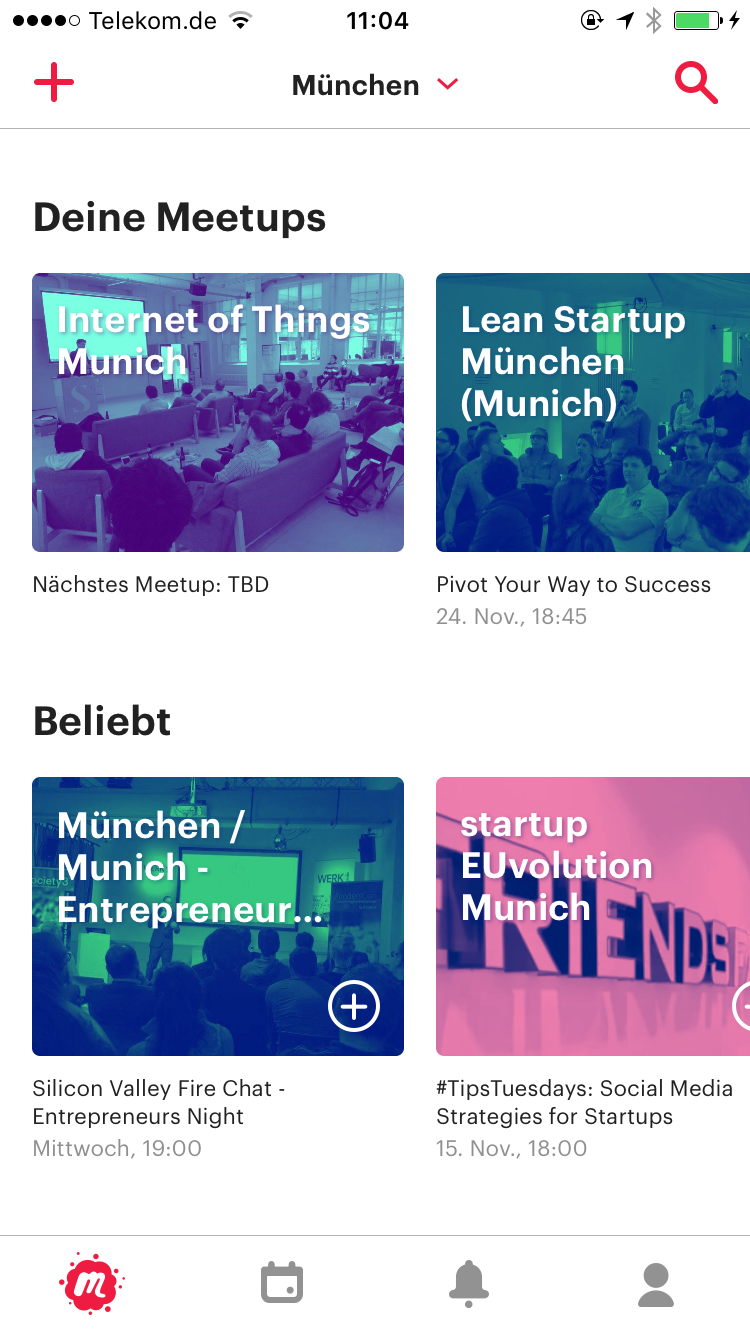 Telekom.de 11:04
München
Deine Meetups
Internet of Things
Munich
Nächstes Meetup: TBD
Lean Startup
München
(Munich)
Pivot Your Way to Success
24. Nov., 18:45
Beliebt
München /
Munich -
Entrepreneur...
WERK1
Silicon Valley Fire Chat -
Entrepreneurs Night
Mittwoch, 19:00
startup
EUvolution
Munich
#TipsTuesdays: Social Media
Strategies for Startups
15. Nov., 18:00
m